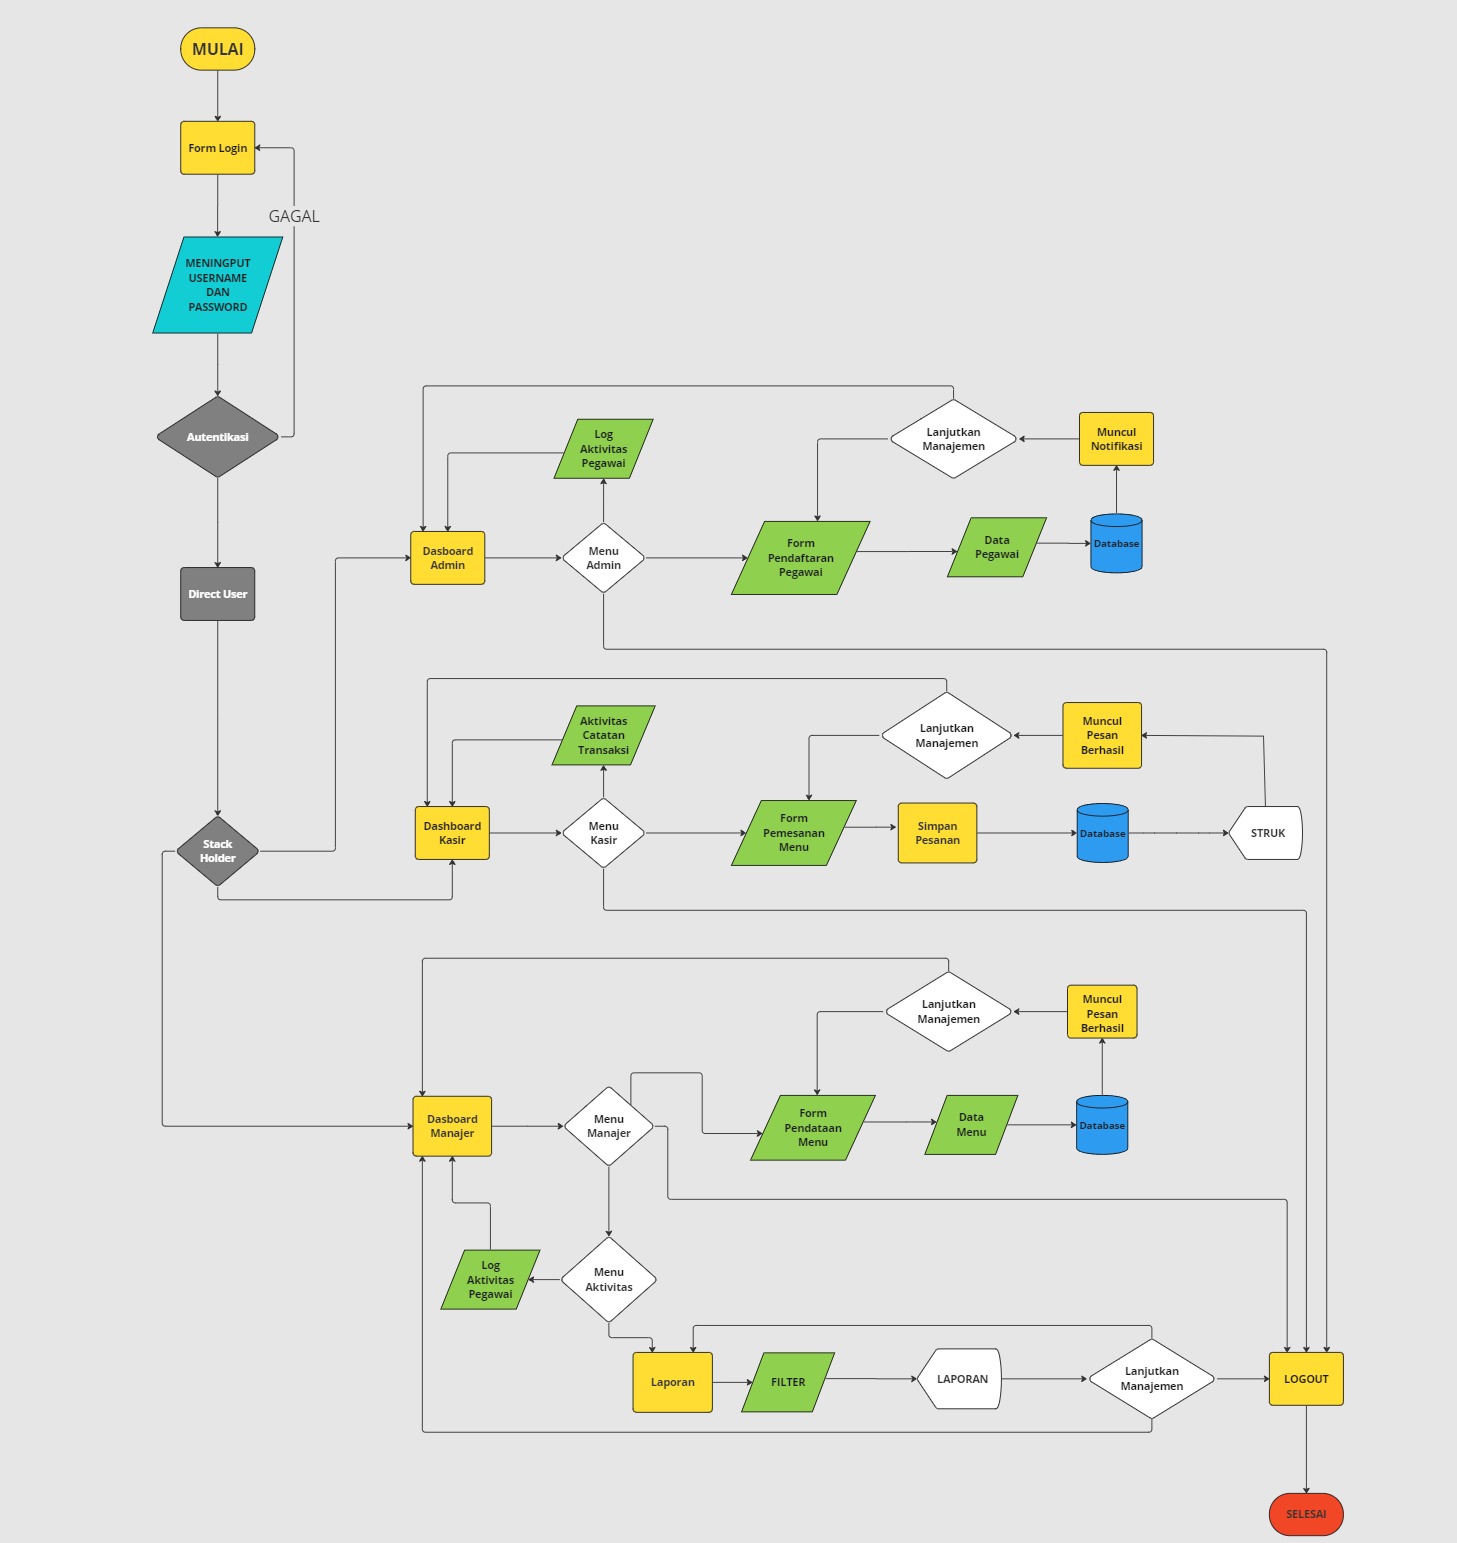 MULAI
Form Login
GAGAL
MENINGPUT
USERNAME
DAN
PASSWORD
Autentikasi
Direct User
Stack
Holder
Log
Aktivitas
Pegawai
Lanjutkan
Manajemen
Muncul
Notifikasi
Dasboard
Admin
Menu
Admin
Form
Pendaftaran
Pegawai
Data
Pegawai
Database
Aktivitas
Catatan
Transaksi
Lanjutkan
Manajemen
Muncul
Pesan
Berhasil
Dashboard
Kasir
Menu
Kasir
Form
Pemesanan
Menu
Simpan
Pesanan
Database
STRUK
Lanjutkan
Manajemen
Muncul
Pesan
Berhasil
Dasboard
Manajer
Menu
Manajer
Form
Pendataan
Menu
Data
Menu
Database
Log
Aktivitas
Pegawai
Menu
Aktivitas
Laporan
FILTER
LAPORAN
Lanjutkan
Manajemen
LOGOUT
SELESAI